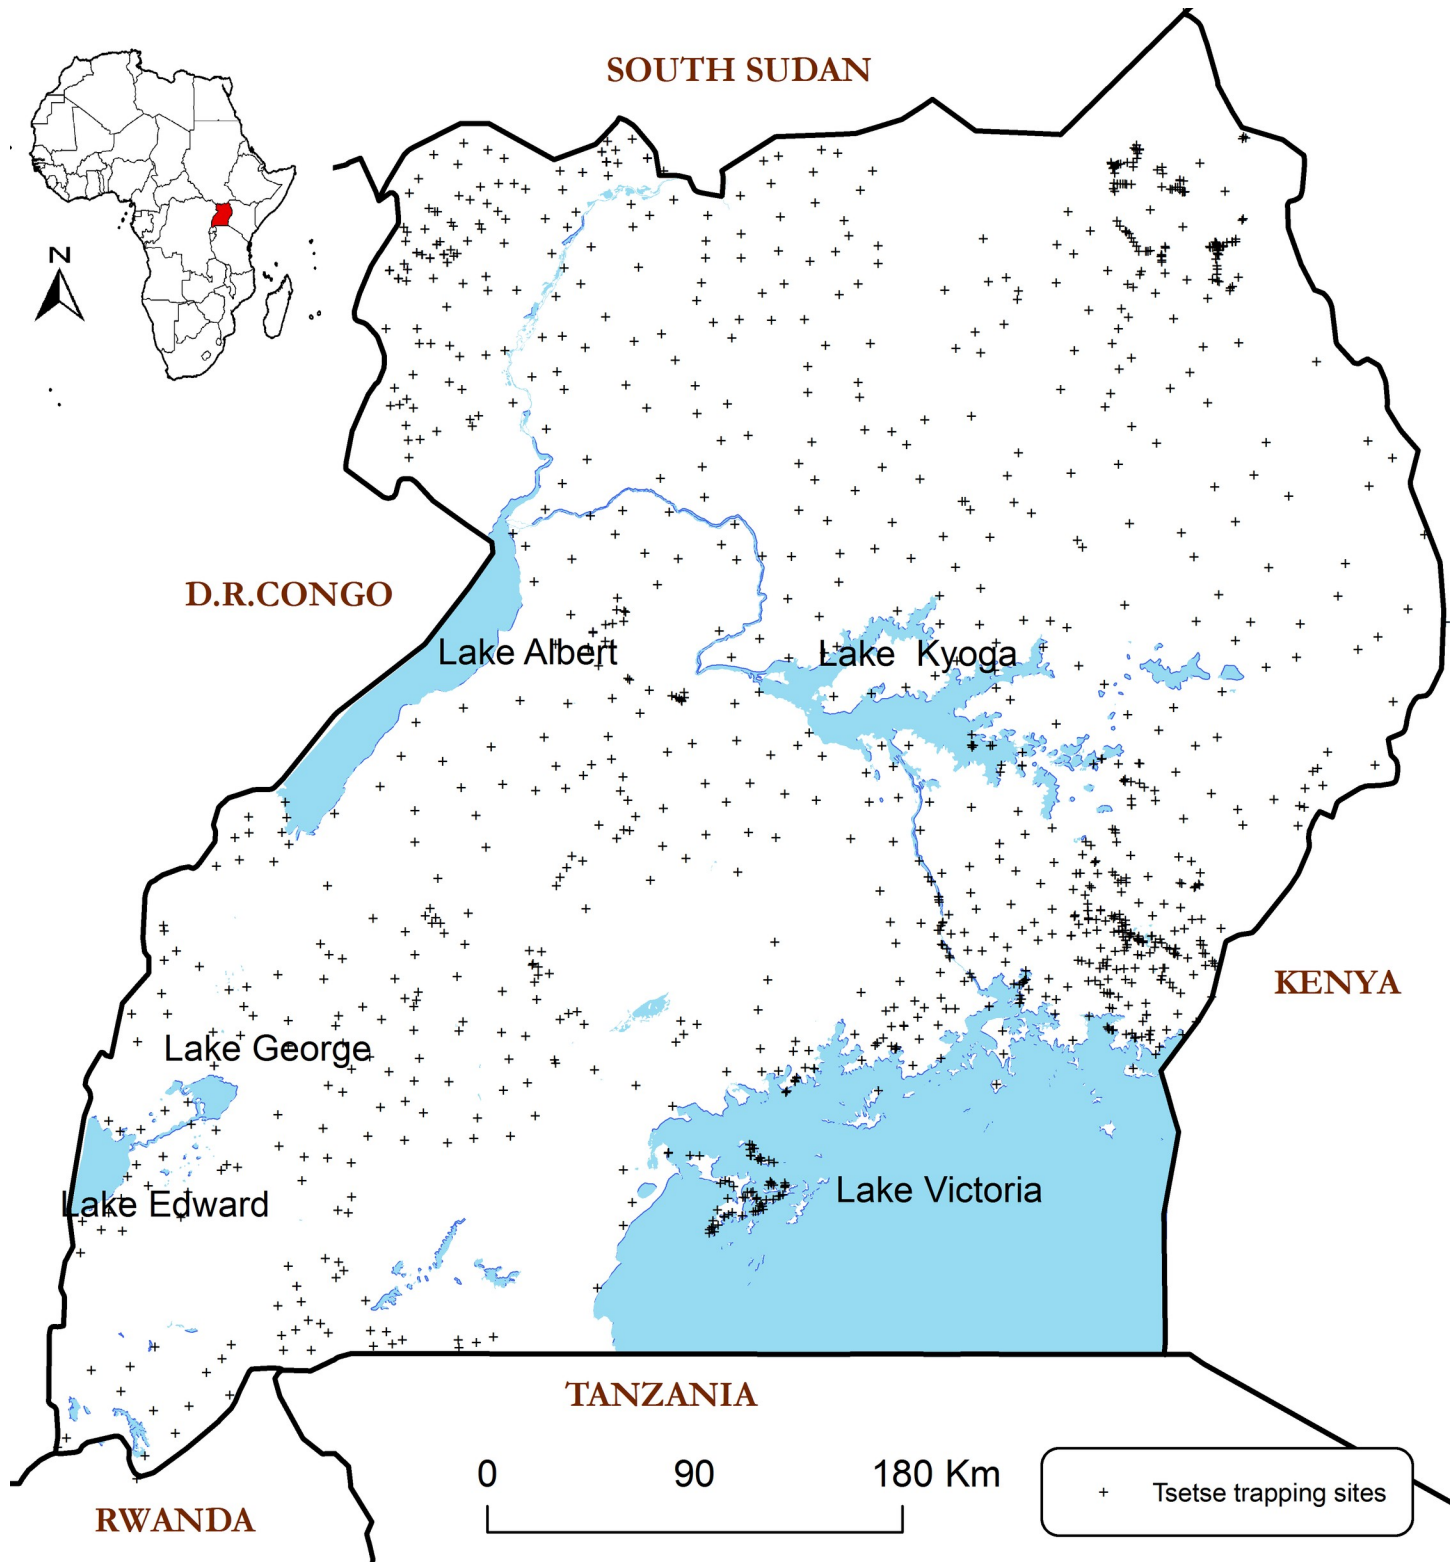 SOUTH SUDAN
N
D.R.CONGO
Lake Albert
Lake Kyoga
KENYA
Lake George
Lake Edward
Lake Victoria
TANZANIA
0 90 180 Km
Tsetse trapping sites
RWANDA